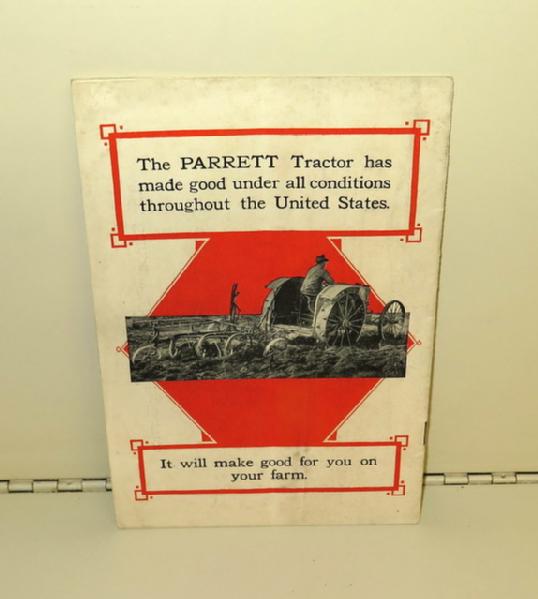 The PARRETT Tractor has
made good under all conditions
throughout the United States.
It will make good for you on
your farm.